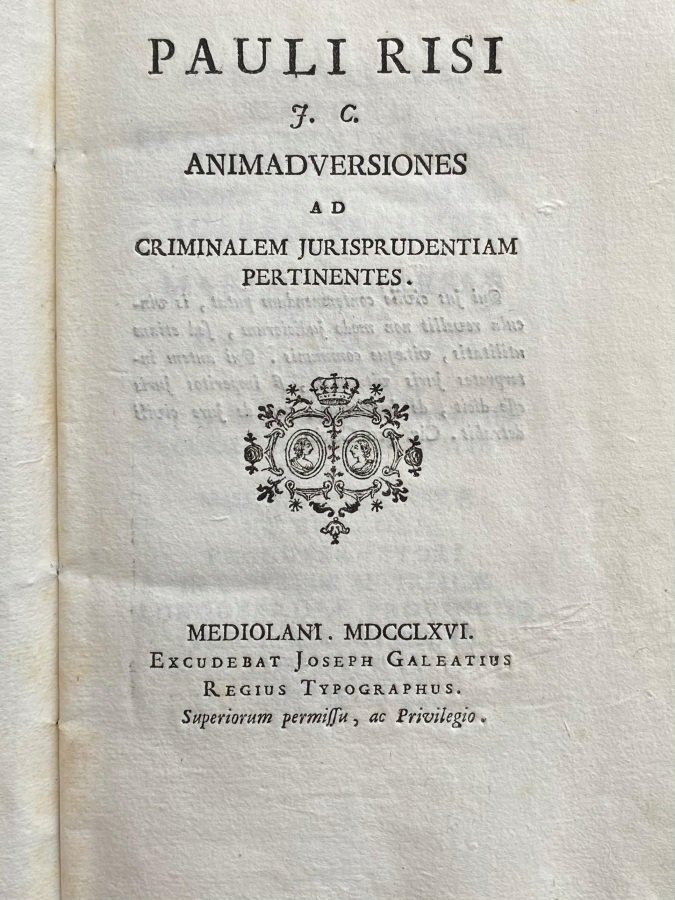 PAULI RISI
J. C.
ANIMADVERSIONES
AD
CRIMINALEM JURISPRUDENTIAM
PERTINENTES.
MEDIOLANI. MDCCLXVI.
EXCUDEBAT JOSEPH GALEATIUS
REGIUS TYPOGRAPHUS.
Superiorum permiſſu, ac Privilegio.